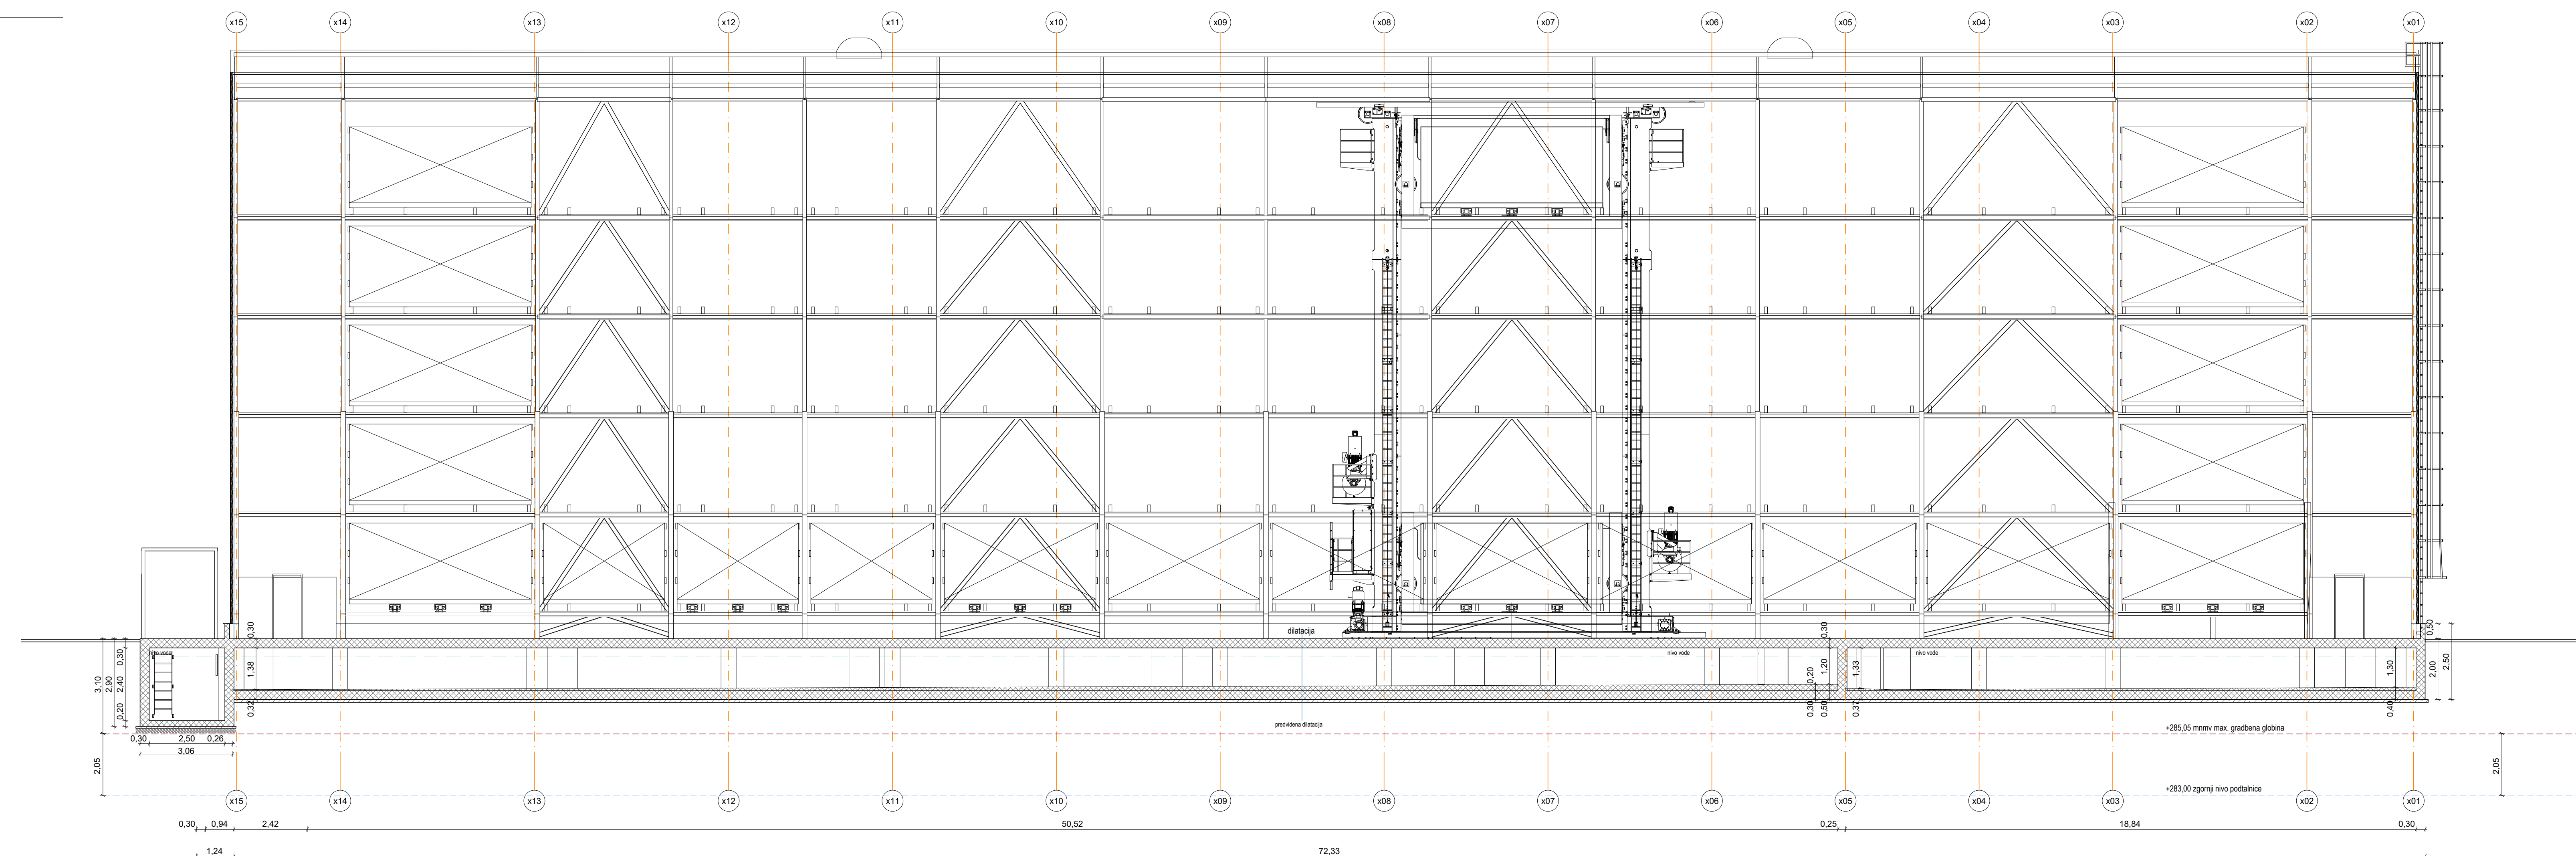 x15 x14 x13 x12 x11 x10 x09 x08 x07 x06 x05 x04 x03 x02 x01
dilatacija
nivo vode
nivo vode
nivo vode
0,30
1,38
0,32
3,10
2,90
0,30
2,40
0,20
0,30
1,20
0,20
0,30
0,50
1,33
0,37
1,30
0,40
0,50
2,00
2,50
predvidena dilatacija
+285,05 mnmv max. gradbena globina
0,30 2,50 0,26
3,06
2,05
2,05
+283,00 zgornji nivo podtalnice
x15 x14 x13 x12 x11 x10 x09 x08 x07 x06 x05 x04 x03 x02 x01
0,30 0,94 2,42 50,52 0,25 18,84 0,30
1,24 72,33